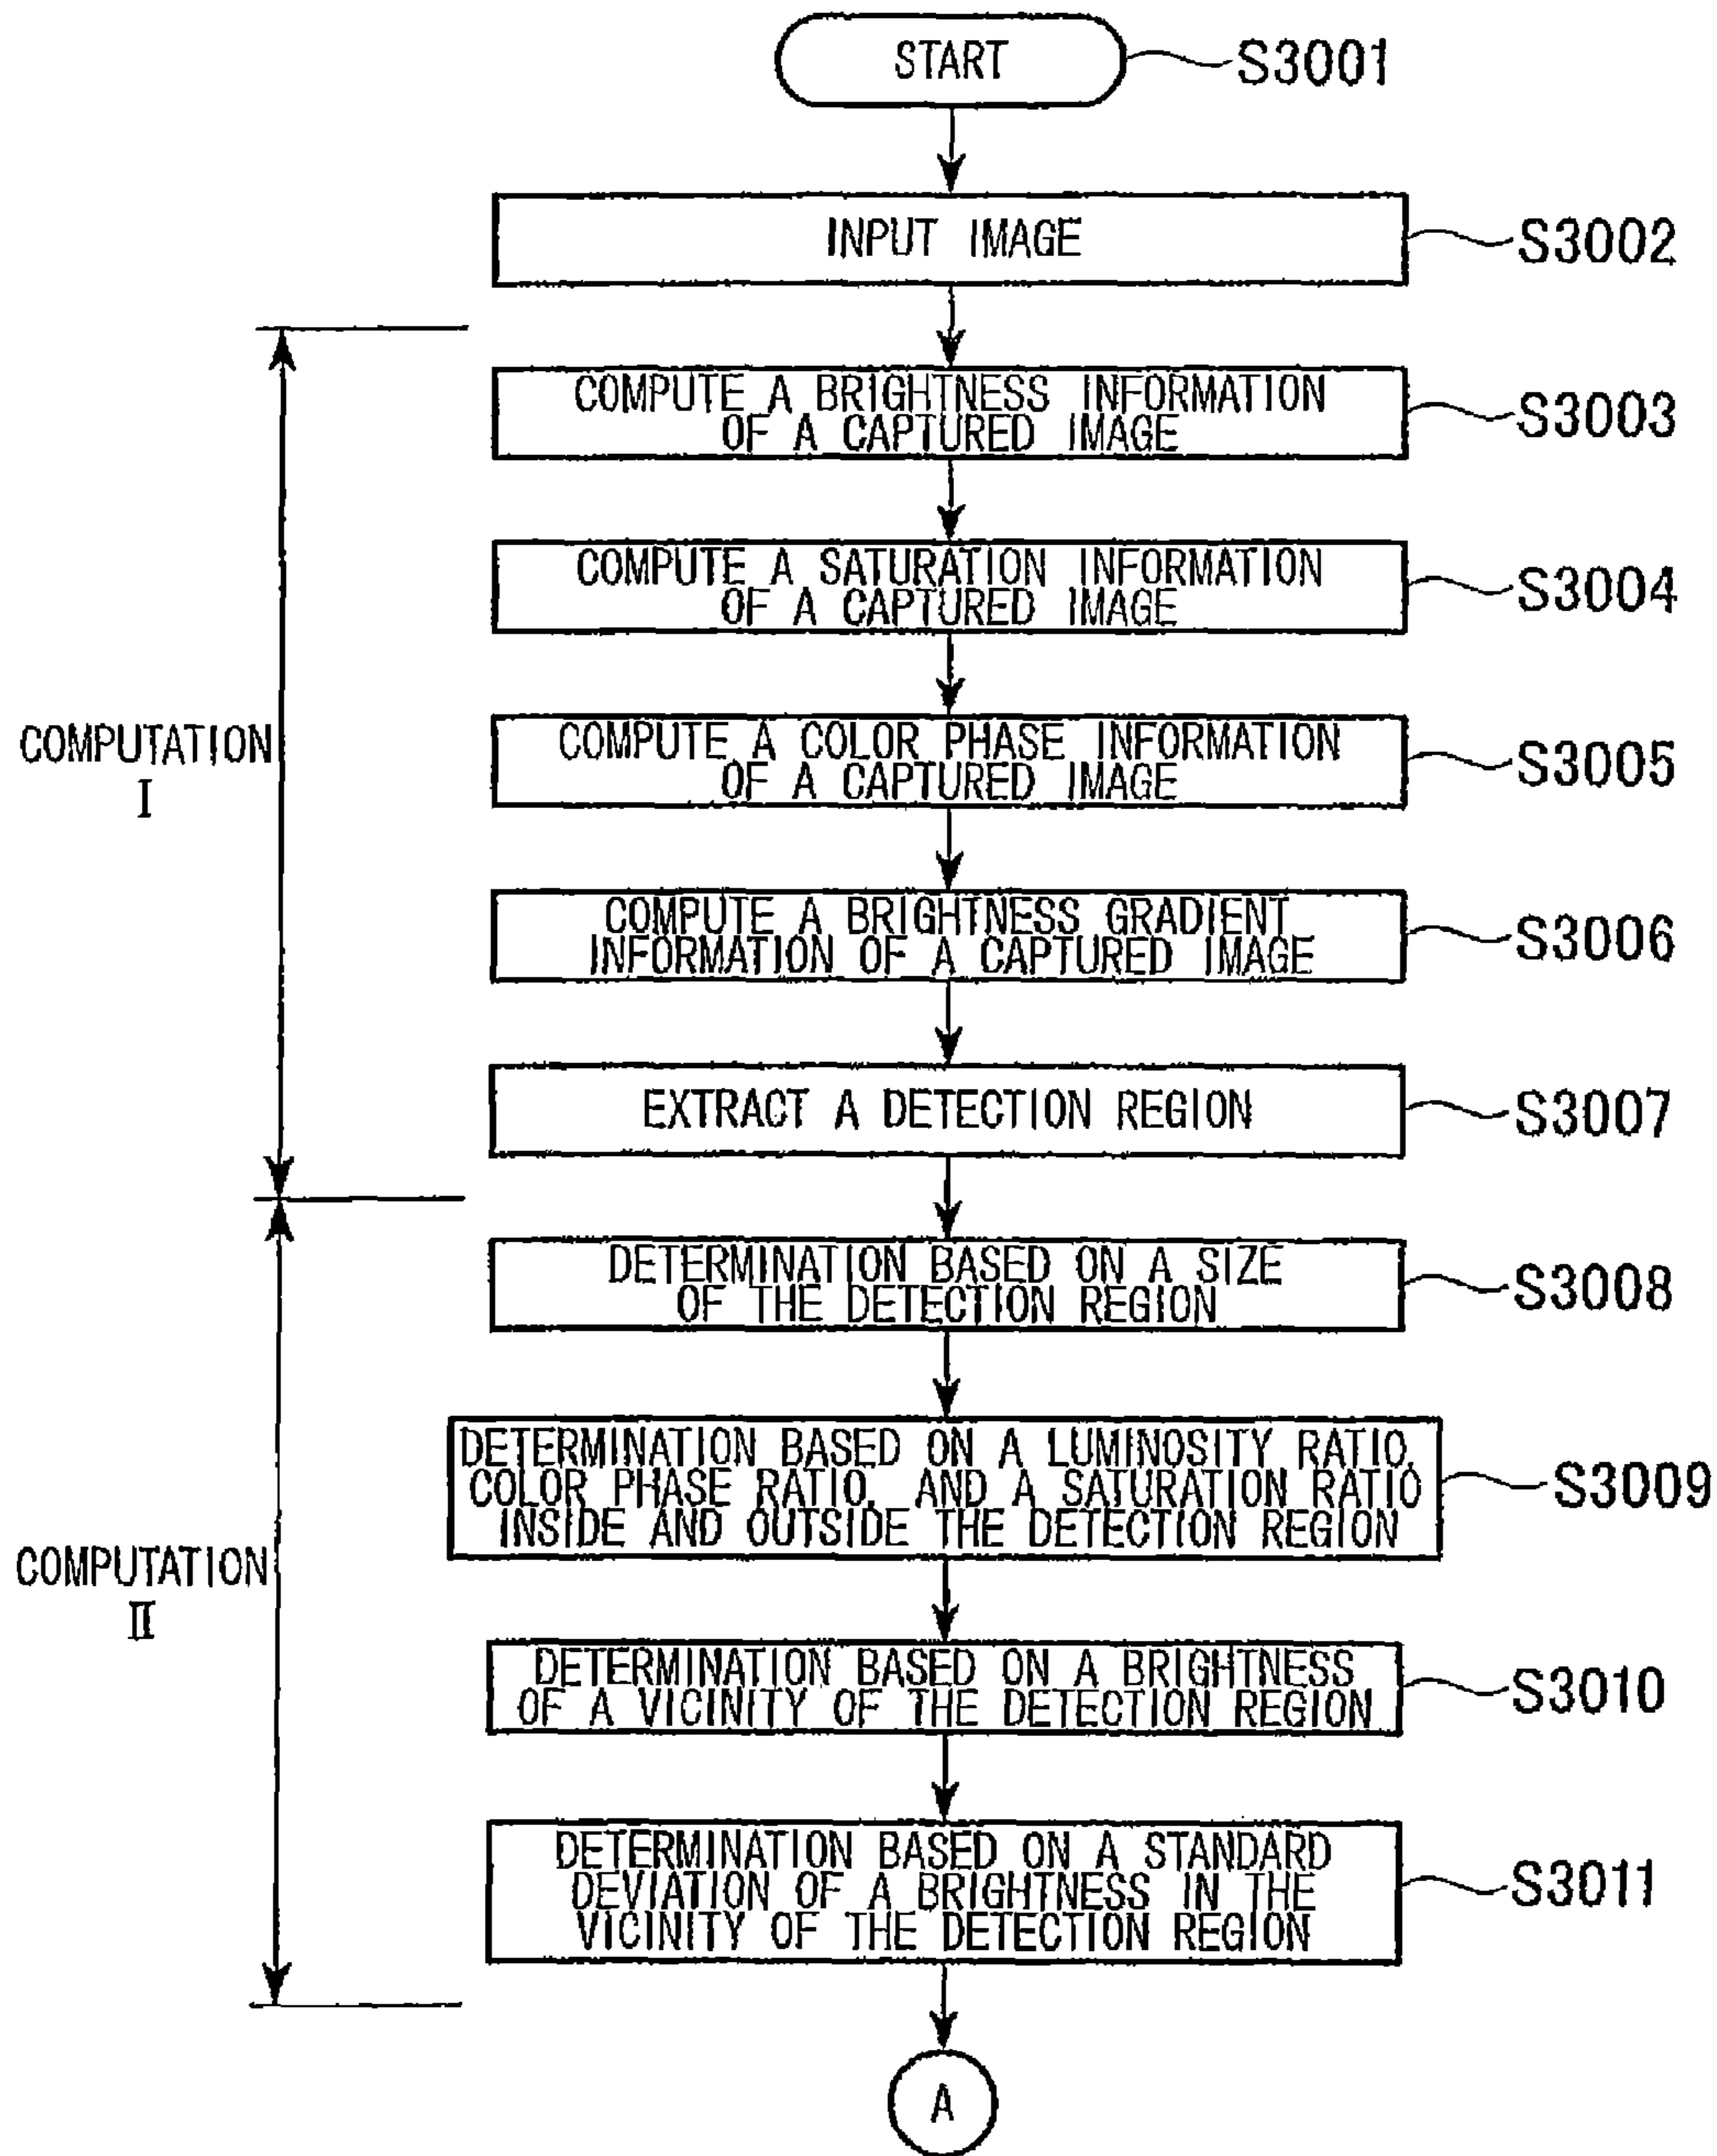 START
S3001
INPUT IMAGE
S3002
COMPUTE A BRIGHTNESS INFORMATION
OF A CAPTURED IMAGE
S3003
COMPUTE A SATURATION INFORMATION
OF A CAPTURED IMAGE
S3004
COMPUTATION
I
COMPUTE A COLOR PHASE INFORMATION
OF A CAPTURED IMAGE
S3005
COMPUTE A BRIGHTNESS GRADIENT
INFORMATION OF A CAPTURED IMAGE
S3006
EXTRACT A DETECTION REGION
S3007
DETERMINATION BASED ON A SIZE
OF THE DETECTION REGION
S3008
DETERMINATION BASED ON A LUMINOSITY RATIO,
COLOR PHASE RATIO, AND A SATURATION RATIO
INSIDE AND OUTSIDE THE DETECTION REGION
S3009
COMPUTATION
II
DETERMINATION BASED ON A BRIGHTNESS
OF A VICINITY OF THE DETECTION REGION
S3010
DETERMINATION BASED ON A STANDARD
DEVIATION OF A BRIGHTNESS IN THE
VICINITY OF THE DETECTION REGION
S3011
A